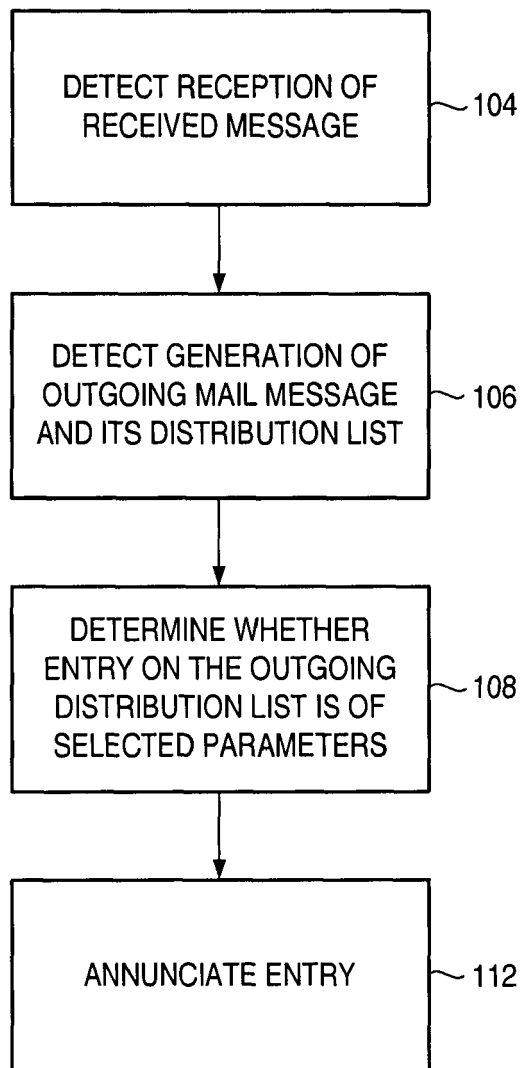 DETECT RECEPTION OF
RECEIVED MESSAGE
104
DETECT GENERATION OF
OUTGOING MAIL MESSAGE
AND ITS DISTRIBUTION LIST
106
DETERMINE WHETHER
ENTRY ON THE OUTGOING
DISTRIBUTION LIST IS OF
SELECTED PARAMETERS
108
ANNUNCIATE ENTRY
112